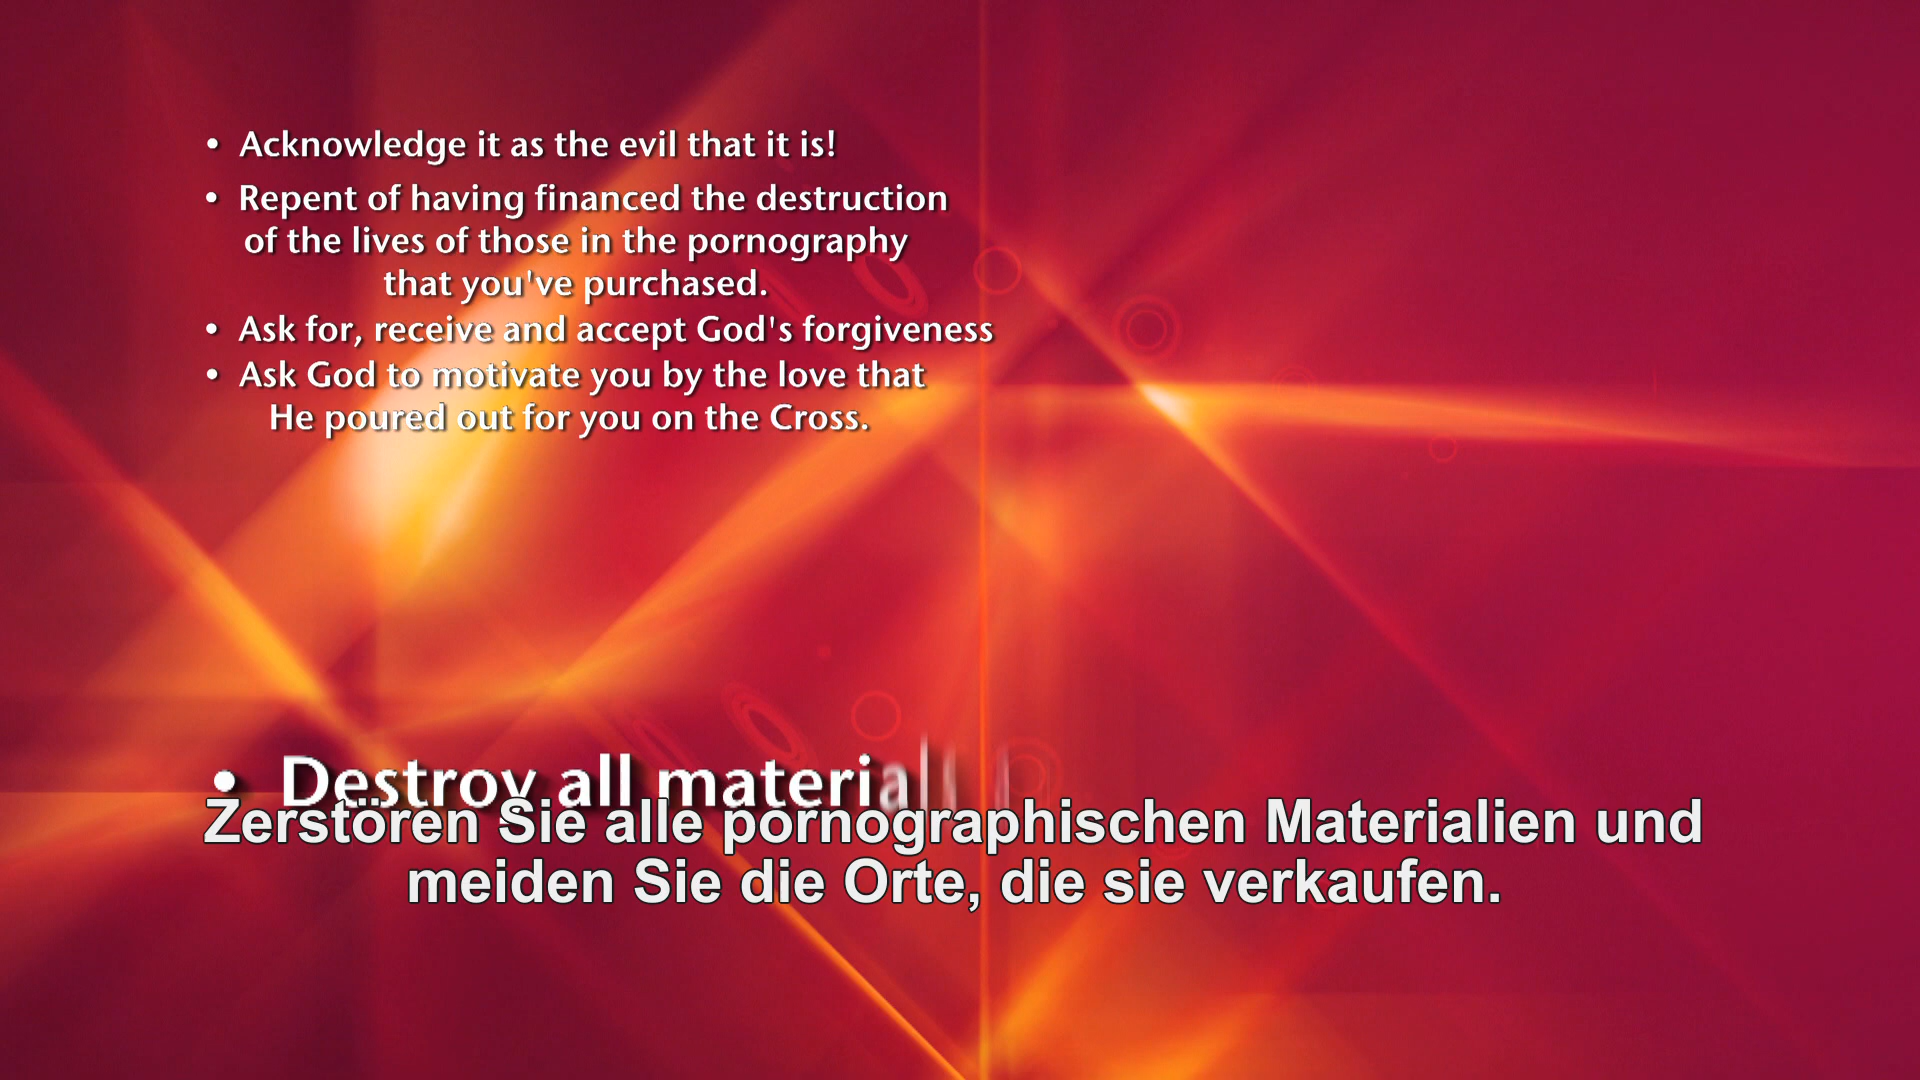 • Acknowledge it as the evil that it is!
• Repent of having financed the destruction
of the lives of those in the pornography
that you've purchased.
• Ask for, receive and accept God's forgiveness
• Ask God to motivate you by the love that
He poured out for you on the Cross.
• Destroy all materials
Zerstören Sie alle pornographischen Materialien und
meiden Sie die Orte, die sie verkaufen.